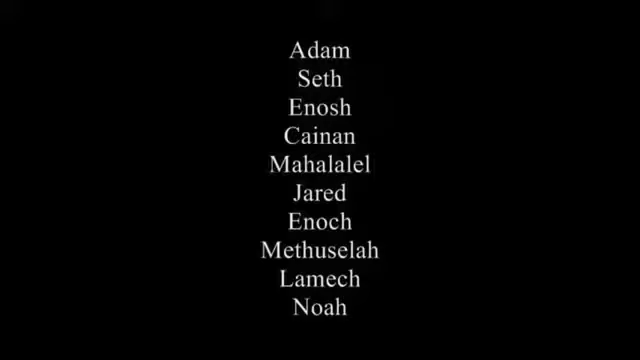 Adam
Seth
Enosh
Cainan
Mahalalel
Jared
Enoch
Methuselah
Lamech
Noah